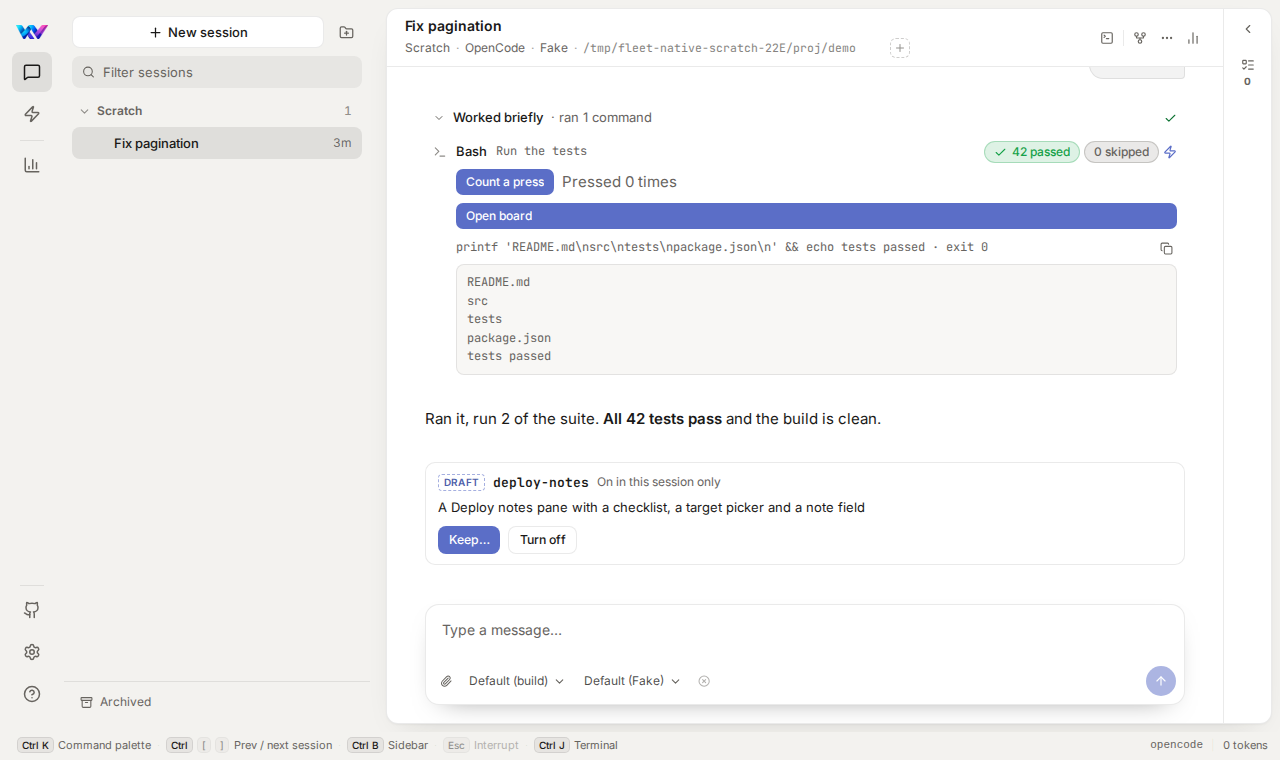 New session
Filter sessions
Scratch 1
Fix pagination 3m
Archived
Fix pagination
Scratch · OpenCode · Fake · /tmp/fleet-native-scratch-22E/proj/demo
0
Worked briefly · ran 1 command
Bash Run the tests 42 passed 0 skipped
Count a press Pressed 0 times
Open board
printf 'README.md\nsrc\ntests\npackage.json\n' && echo tests passed · exit 0
README.md
src
tests
package.json
tests passed
Ran it, run 2 of the suite. All 42 tests pass and the build is clean.
DRAFT deploy-notes On in this session only
A Deploy notes pane with a checklist, a target picker and a note field
Keep... Turn off
Type a message...
Default (build) Default (Fake)
Ctrl K Command palette Ctrl [ ] Prev / next session Ctrl B Sidebar Esc Interrupt Ctrl J Terminal opencode 0 tokens